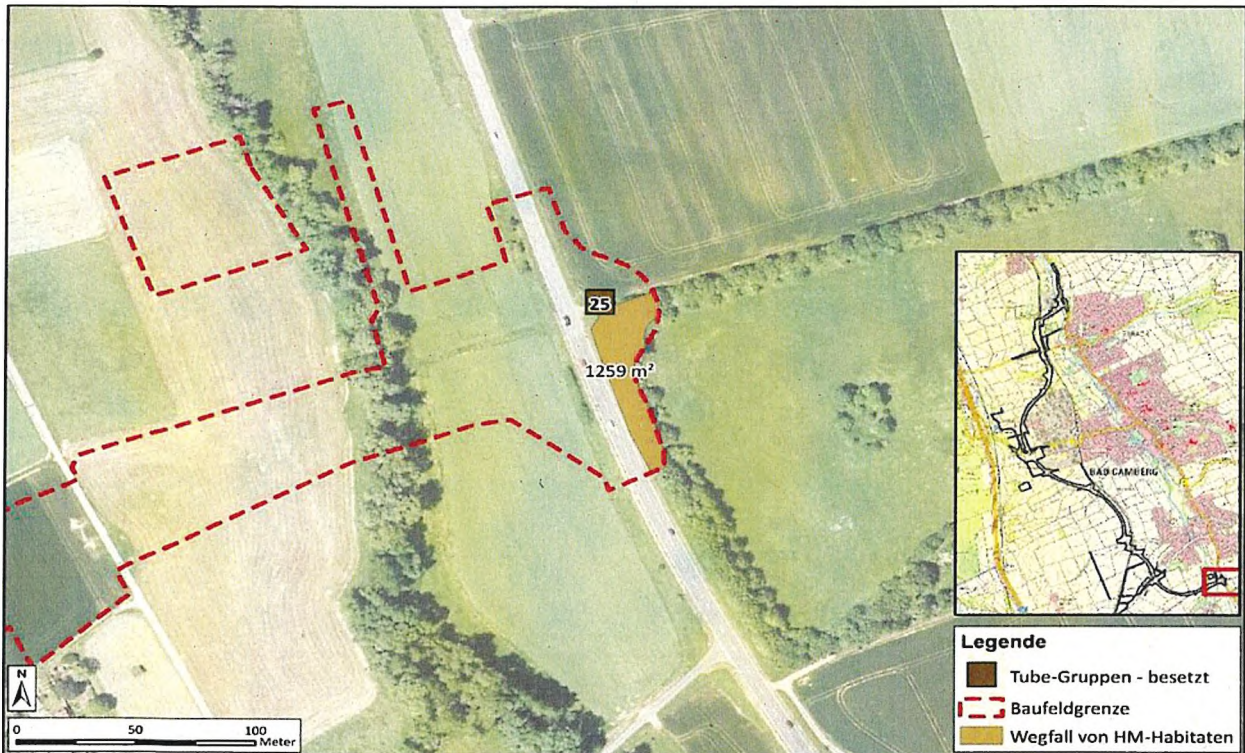 25
1259 m²
BAD CAMBERG
Legende
Tube-Gruppen - besetzt
Baufeldgrenze
Wegfall von HM-Habitaten
N
0 50 100
Meter